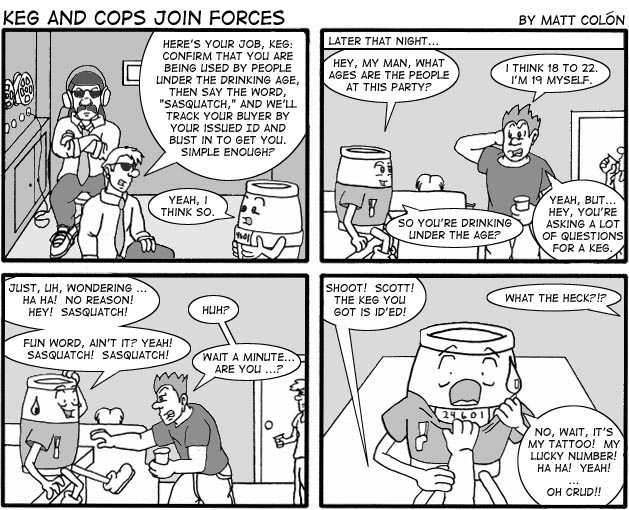 KEG AND COPS JOIN FORCES
BY MATT COLÓN
HERE'S YOUR JOB, KEG:
CONFIRM THAT YOU ARE
BEING USED BY PEOPLE
UNDER THE DRINKING AGE,
THEN SAY THE WORD,
"SASQUATCH," AND WE'LL
TRACK YOUR BUYER BY
YOUR ISSUED ID AND
BUST IN TO GET YOU.
SIMPLE ENOUGH?
YEAH, I
THINK SO.
LATER THAT NIGHT...
HEY, MY MAN, WHAT
AGES ARE THE PEOPLE
AT THIS PARTY?
I THINK 18 TO 22.
I'M 19 MYSELF.
SO YOU'RE DRINKING
UNDER THE AGE?
YEAH, BUT...
HEY, YOU'RE
ASKING A LOT
OF QUESTIONS
FOR A KEG.
JUST, UH, WONDERING ...
HA HA! NO REASON!
HEY! SASQUATCH!
HUH?
FUN WORD, AIN'T IT? YEAH!
SASQUATCH! SASQUATCH!
WAIT A MINUTE...
ARE YOU ...?
SHOOT! SCOTT!
THE KEG YOU
GOT IS ID'ED!
WHAT THE HECK?!?
24601
NO, WAIT, IT'S
MY TATTOO! MY
LUCKY NUMBER!
HA HA! YEAH!
...
OH CRUD!!